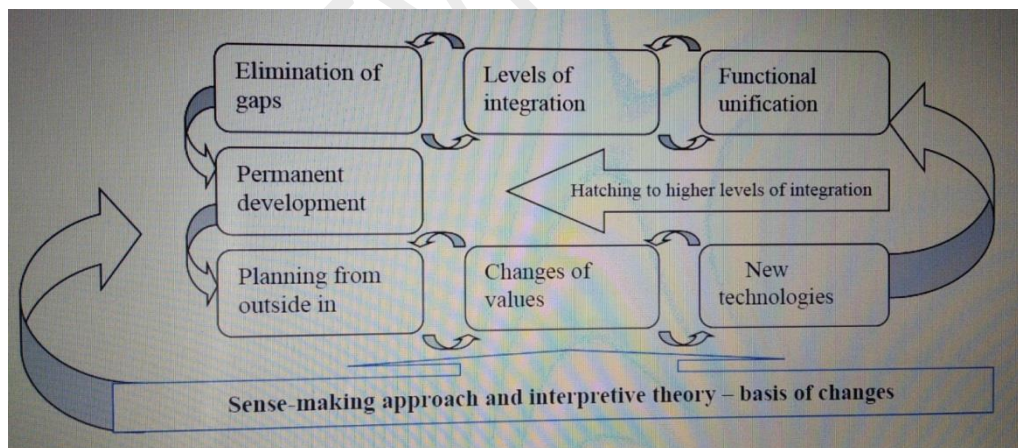 Elimination of
gaps
Levels of
integration
Functional
unification
Permanent
development
Hatching to higher levels of integration
Planning from
outside in
Changes of
values
New
technologies
Sense-making approach and interpretive theory – basis of changes